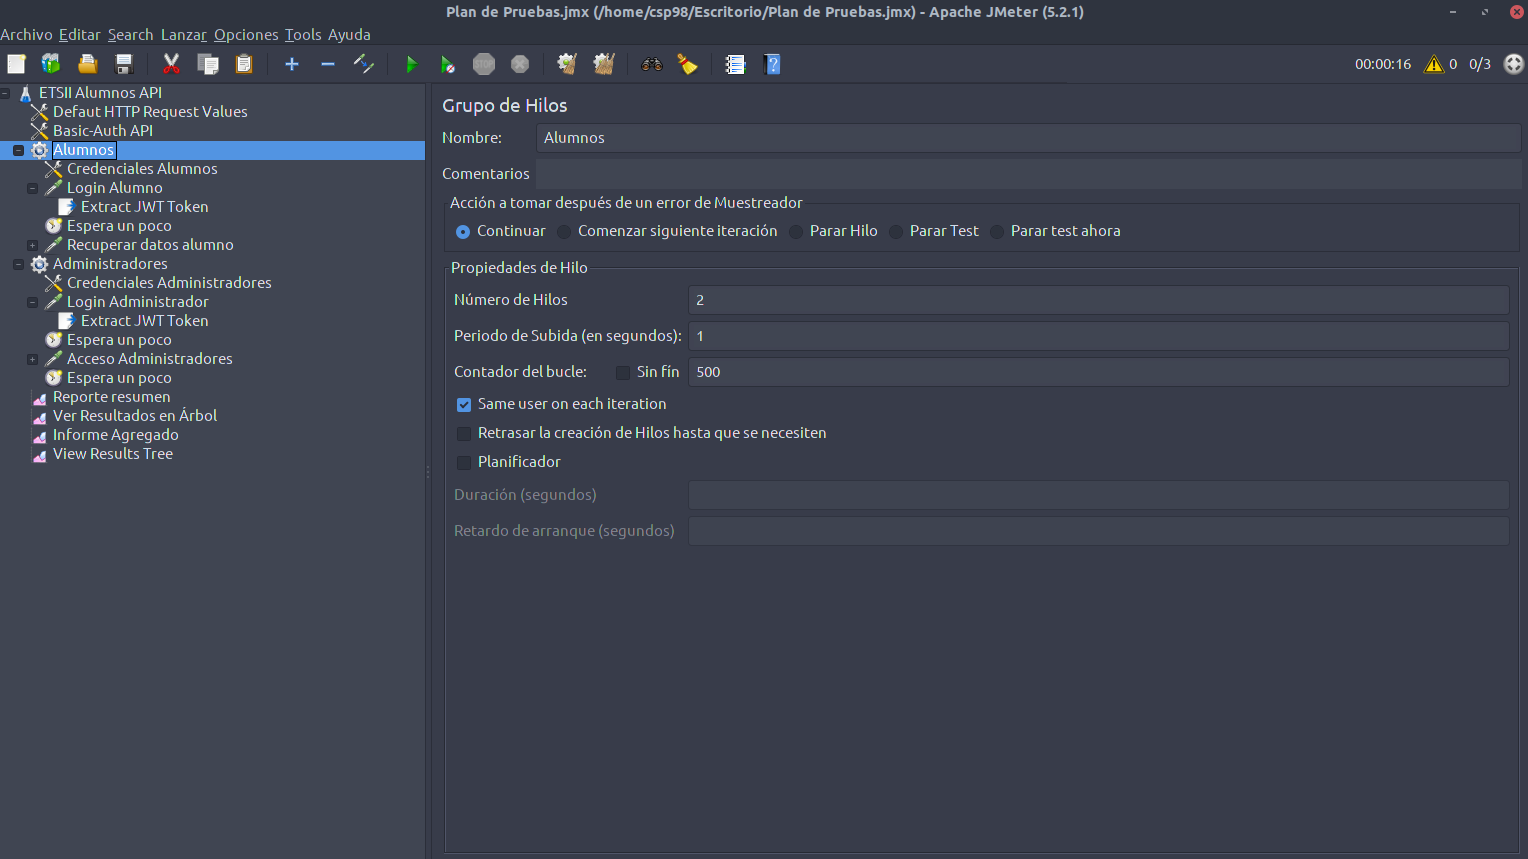 Plan de Pruebas.jmx (/home/csp98/Escritorio/Plan de Pruebas.jmx) - Apache JMeter (5.2.1)
Archivo Editar Search Lanzar Opciones Tools Ayuda
STOP 00:00:16 0 0/3
ETSII Alumnos API
Defaut HTTP Request Values
Basic-Auth API
Alumnos
Credenciales Alumnos
Login Alumno
Extract JWT Token
Espera un poco
Recuperar datos alumno
Administradores
Credenciales Administradores
Login Administrador
Extract JWT Token
Espera un poco
Acceso Administradores
Espera un poco
Reporte resumen
Ver Resultados en Árbol
Informe Agregado
View Results Tree
Grupo de Hilos
Nombre: Alumnos
Comentarios
Acción a tomar después de un error de Muestreador
Continuar Comenzar siguiente iteración Parar Hilo Parar Test Parar test ahora
Propiedades de Hilo
Número de Hilos 2
Periodo de Subida (en segundos): 1
Contador del bucle: Sin fín 500
Same user on each iteration
Retrasar la creación de Hilos hasta que se necesiten
Planificador
Duración (segundos)
Retardo de arranque (segundos)